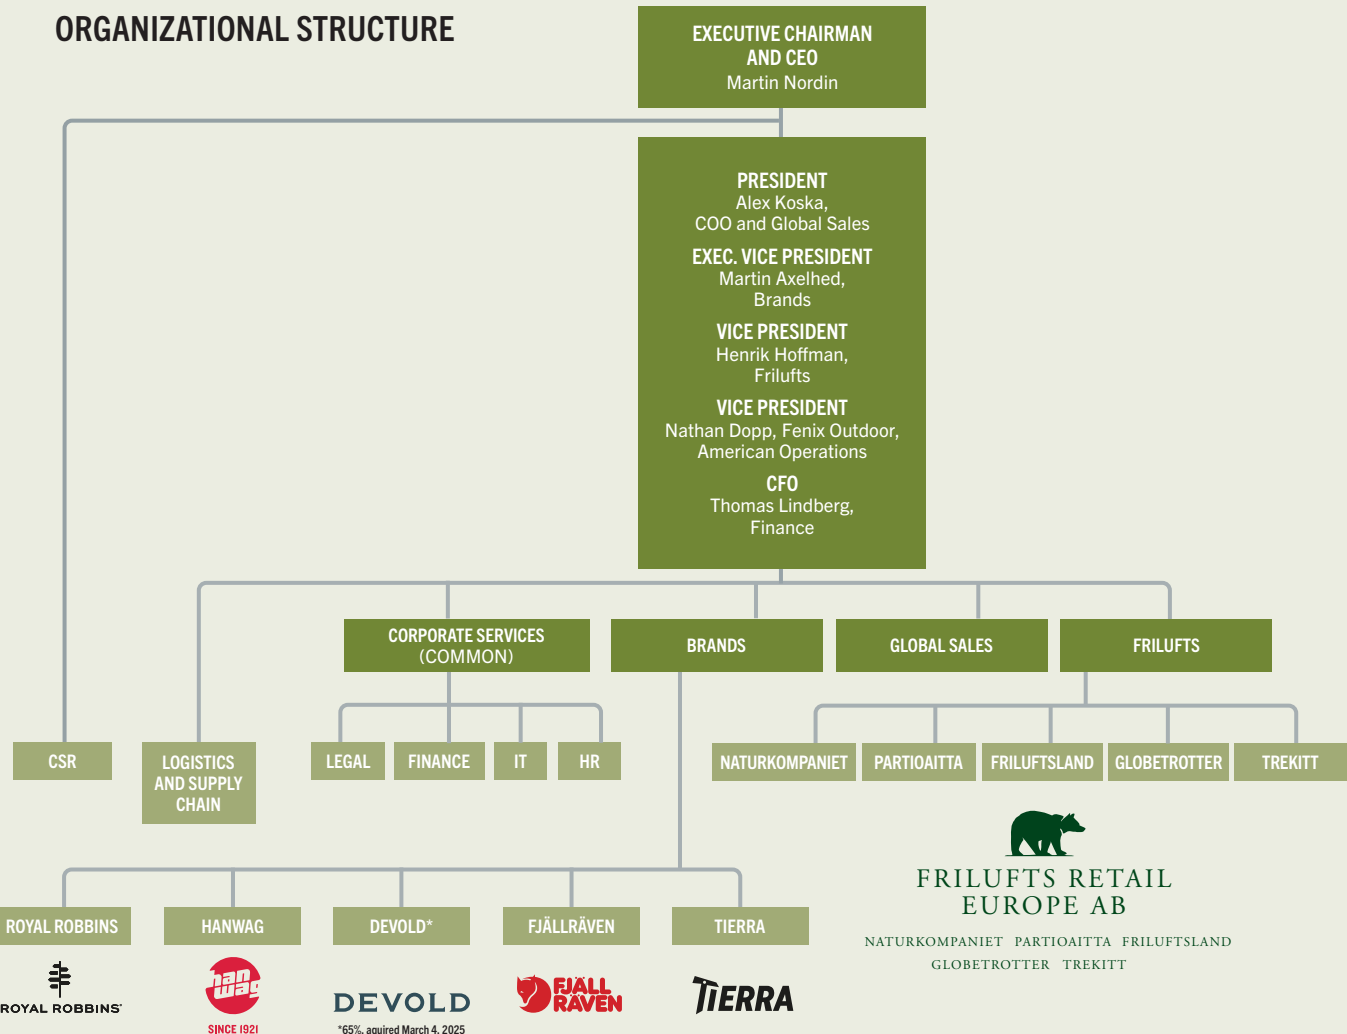 ORGANIZATIONAL STRUCTURE
EXECUTIVE CHAIRMAN
AND CEO
Martin Nordin
PRESIDENT
Alex Koska,
COO and Global Sales
EXEC. VICE PRESIDENT
Martin Axelhed,
Brands
VICE PRESIDENT
Henrik Hoffman,
Frilufts
VICE PRESIDENT
Nathan Dopp, Fenix Outdoor,
American Operations
CFO
Thomas Lindberg,
Finance
CORPORATE SERVICES
(COMMON)
BRANDS
GLOBAL SALES
FRILUFTS
CSR
LOGISTICS
AND SUPPLY
CHAIN
LEGAL
FINANCE
IT
HR
NATURKOMPANIET
PARTIOAITTA
FRILUFTSLAND
GLOBETROTTER
TREKITT
FRILUFTS RETAIL
EUROPE AB
NATURKOMPANIET PARTIOAITTA FRILUFTSLAND
GLOBETROTTER TREKITT
ROYAL ROBBINS
HANWAG
DEVOLD*
FJÄLLRÄVEN
TIERRA
ROYAL ROBBINS
han
wag
SINCE 1921
DEVOLD
*65%, aquired March 4, 2025
FJÄLL
RÄVEN
TIERRA